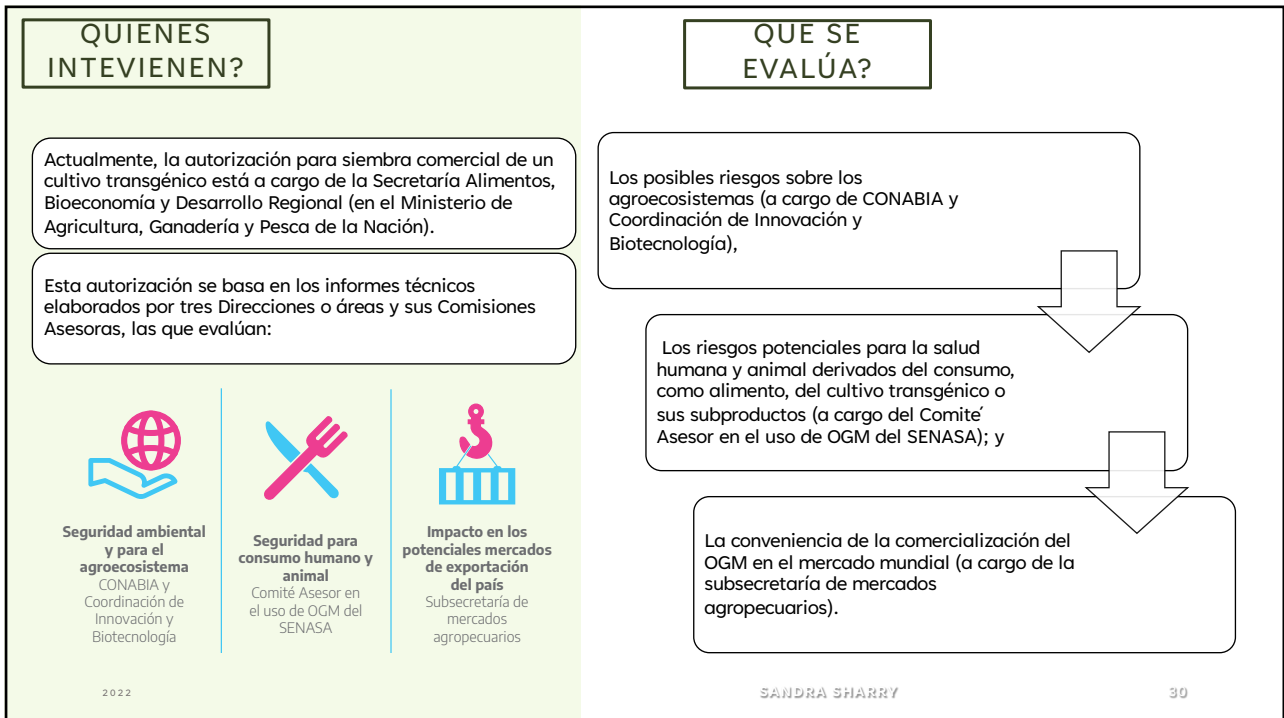 QUIENES
INTEVIENEN?
Actualmente, la autorización para siembra comercial de un
cultivo transgénico está a cargo de la Secretaría Alimentos,
Bioeconomía y Desarrollo Regional (en el Ministerio de
Agricultura, Ganadería y Pesca de la Nación).
Esta autorización se basa en los informes técnicos
elaborados por tres Direcciones o áreas y sus Comisiones
Asesoras, las que evalúan:
Seguridad ambiental
y para el
agroecosistema
CONABIA y
Coordinación de
Innovación y
Biotecnología
Seguridad para
consumo humano y
animal
Comité Asesor en
el uso de OGM del
SENASA
Impacto en los
potenciales mercados
de exportación
del país
Subsecretaría de
mercados
agropecuarios
QUE SE
EVALÚA?
Los posibles riesgos sobre los
agroecosistemas (a cargo de CONABIA y
Coordinación de Innovación y
Biotecnología),
Los riesgos potenciales para la salud
humana y animal derivados del consumo,
como alimento, del cultivo transgénico o
sus subproductos (a cargo del Comite´
Asesor en el uso de OGM del SENASA); y
La conveniencia de la comercialización del
OGM en el mercado mundial (a cargo de la
subsecretaría de mercados
agropecuarios).
2022
SANDRA SHARRY
30